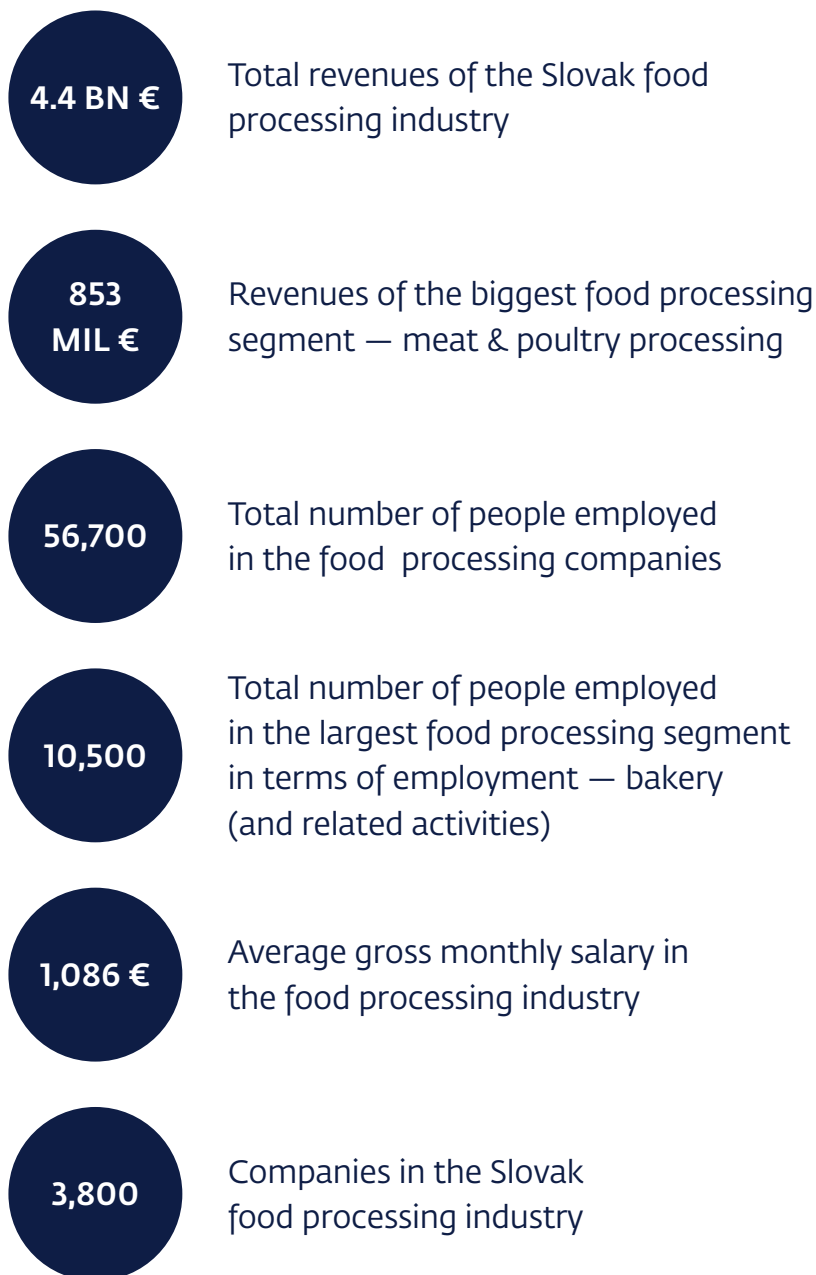 4.4 BN €
Total revenues of the Slovak food
processing industry
853
MIL €
Revenues of the biggest food processing
segment — meat & poultry processing
56,700
Total number of people employed
in the food  processing companies
10,500
Total number of people employed
in the largest food processing segment
in terms of employment — bakery
(and related activities)
1,086 €
Average gross monthly salary in
the food processing industry
3,800
Companies in the Slovak
food processing industry